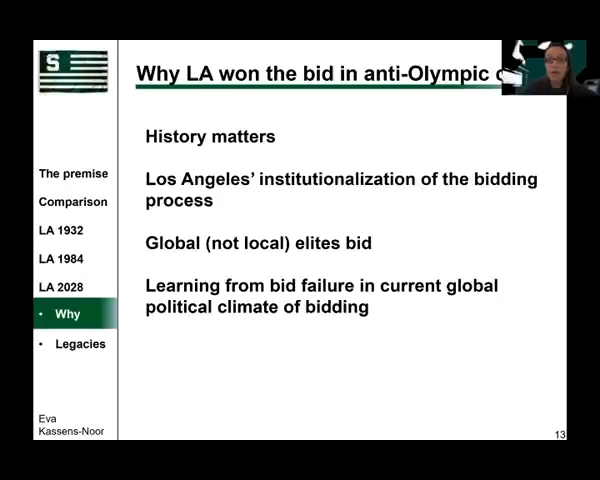 S
Why LA won the bid in anti-Olympic
History matters
Los Angeles' institutionalization of the bidding
process
Global (not local) elites bid
Learning from bid failure in current global
political climate of bidding
The premise
Comparison
LA 1932
LA 1984
LA 2028
• Why
• Legacies
Eva
Kassens-Noor
13